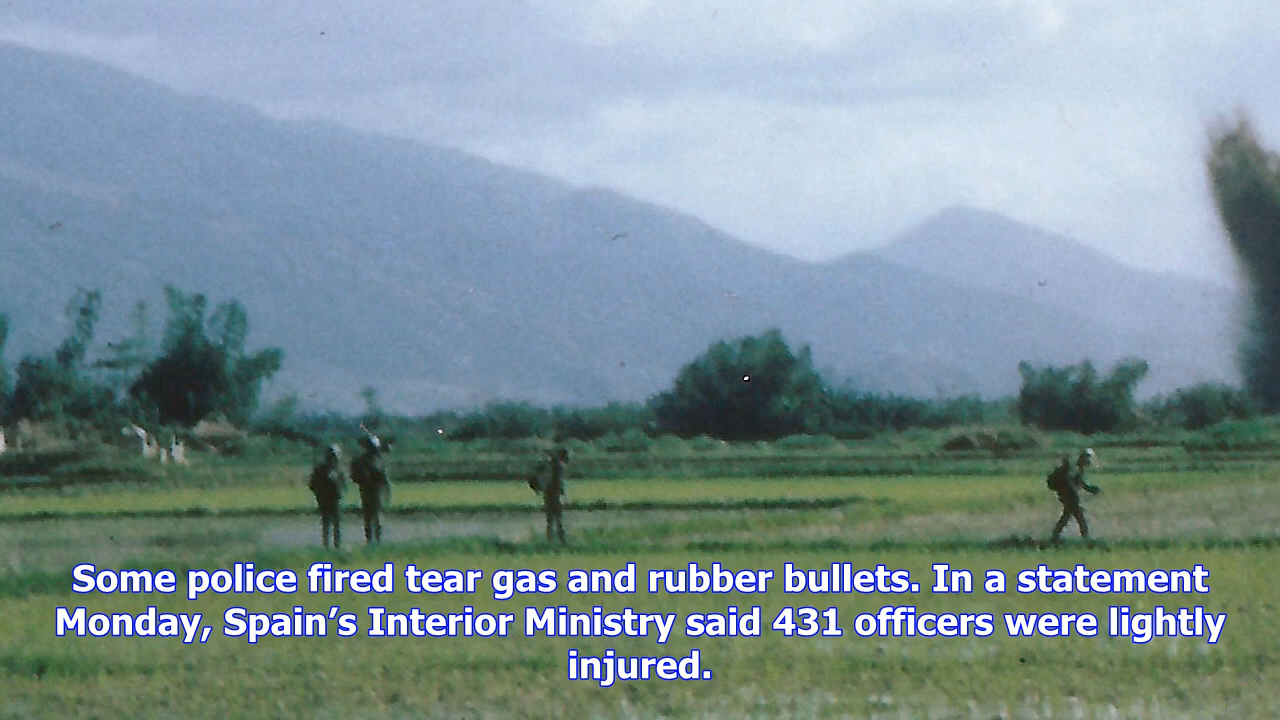 Some police fired tear gas and rubber bullets. In a statement
Monday, Spain’s Interior Ministry said 431 officers were lightly
injured.